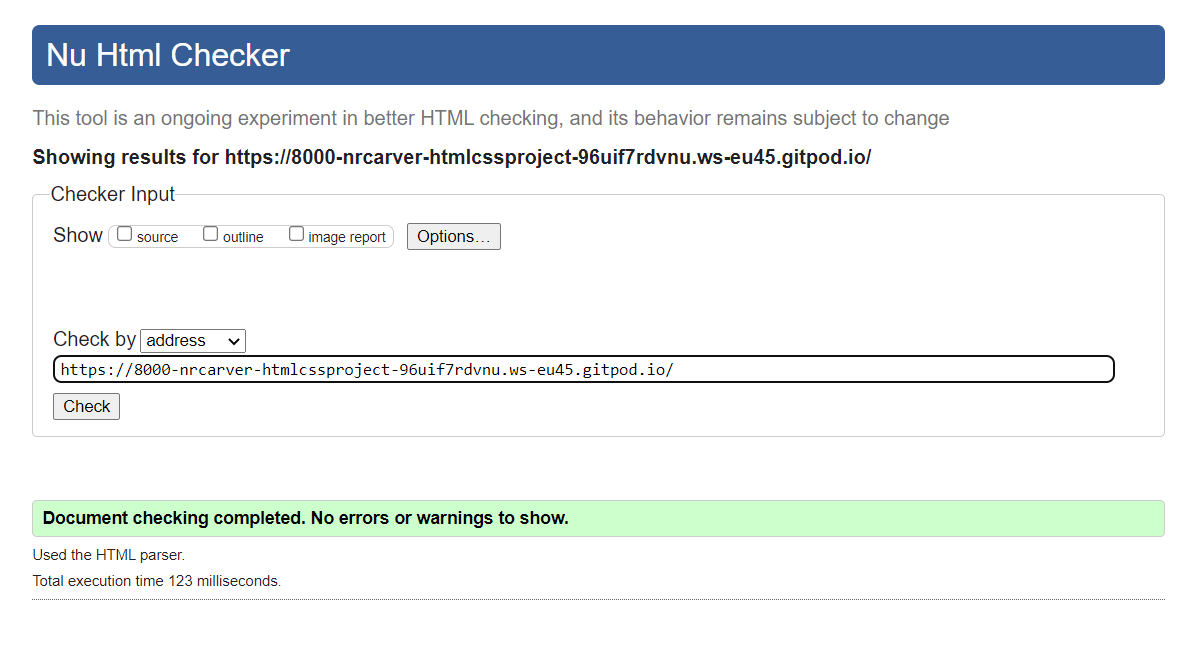 Nu Html Checker
This tool is an ongoing experiment in better HTML checking, and its behavior remains subject to change
Showing results for https://8000-nrcarver-htmlcssproject-96uif7rdvnu.ws-eu45.gitpod.io/
Checker Input
Show source outline image report Options...
Check by address
https://8000-nrcarver-htmlcssproject-96uif7rdvnu.ws-eu45.gitpod.io/
Check
Document checking completed. No errors or warnings to show.
Used the HTML parser.
Total execution time 123 milliseconds.